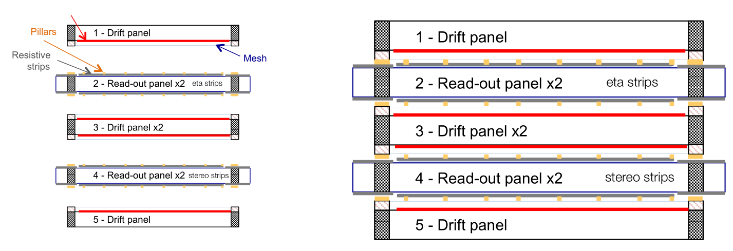 1 - Drift panel
Pillars
Mesh
Resistive
strips
2 - Read-out panel x2 eta strips
3 - Drift panel x2
4 - Read-out panel x2 stereo strips
5 - Drift panel
1 - Drift panel
2 - Read-out panel x2 eta strips
3 - Drift panel x2
4 - Read-out panel x2 stereo strips
5 - Drift panel